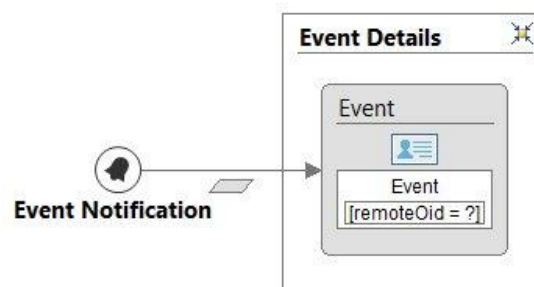 Event Details
Event
Event
[remoteOid = ?]
Event Notification